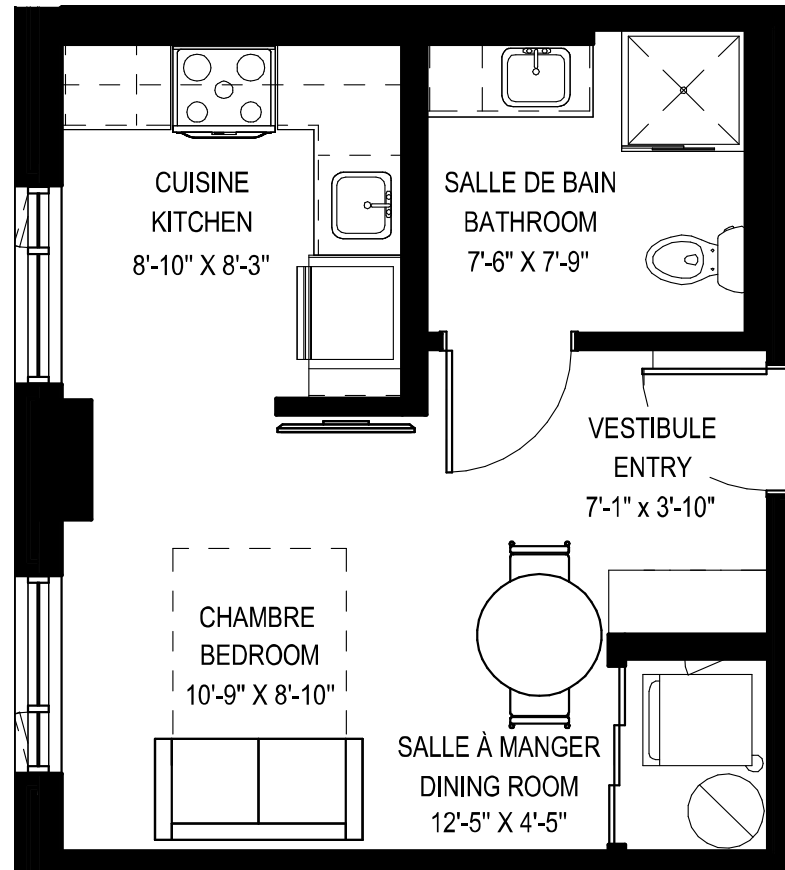 CUISINE
KITCHEN
8'-10" X 8'-3"
SALLE DE BAIN
BATHROOM
7'-6" X 7'-9"
VESTIBULE
ENTRY
7'-1" x 3'-10"
CHAMBRE
BEDROOM
10'-9" X 8'-10"
SALLE À MANGER
DINING ROOM
12'-5" X 4'-5"